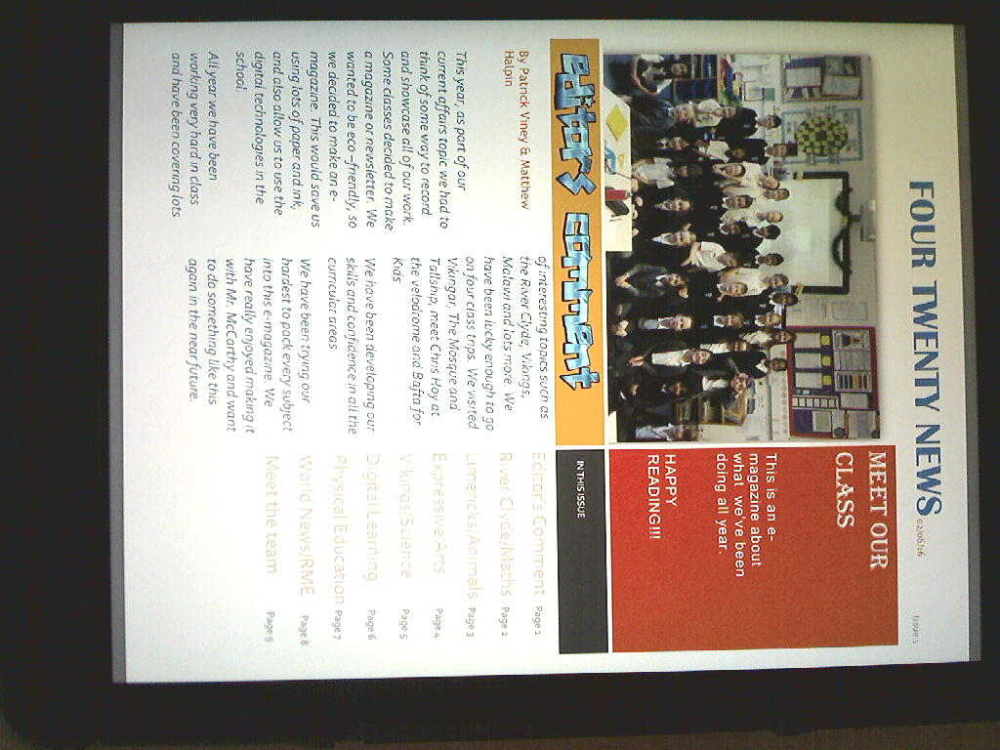 FOUR TWENTY NEWS
02/06/16
Issue 1
MEET OUR
CLASS
This is an e-
magazine about
what we've been
doing all year.
HAPPY
READING!!!
Editors comment
By Patrick Viney & Matthew
Halpin
This year, as part of our
current affairs topic we had to
think of some way to record
and showcase all of our work.
Some classes decided to make
a magazine or newsletter. We
wanted to be eco –friendly, so
we decided to make an e-
magazine. This would save us
using lots of paper and ink,
and also allow us to use the
digital technologies in the
school.
All year we have been
working very hard in class
and have been covering lots
of interesting topics such as
the River Clyde, Vikings,
Malawi and lots more. We
have been lucky enough to go
on four class trips. We visited
Vikingar, The Mosque and
Tallship, meet Chris Hoy at
the velodrome and Bafta for
Kids.
We have been developing our
skills and confidence in all the
curricular areas.
We have been trying our
hardest to pack every subject
into this e-magazine. We
have really enjoyed making it
with Mr. McCarthy and want
to do something like this
again in the near future.
IN THIS ISSUE
Editor's Comment Page 1
River Clyde/Maths Page 2
Limericks/Animals Page 3
Expressive Arts Page 4
Vikings/Science Page 5
Digital Learning Page 6
Physical Education Page 7
World News/RME Page 8
Meet the team Page 9